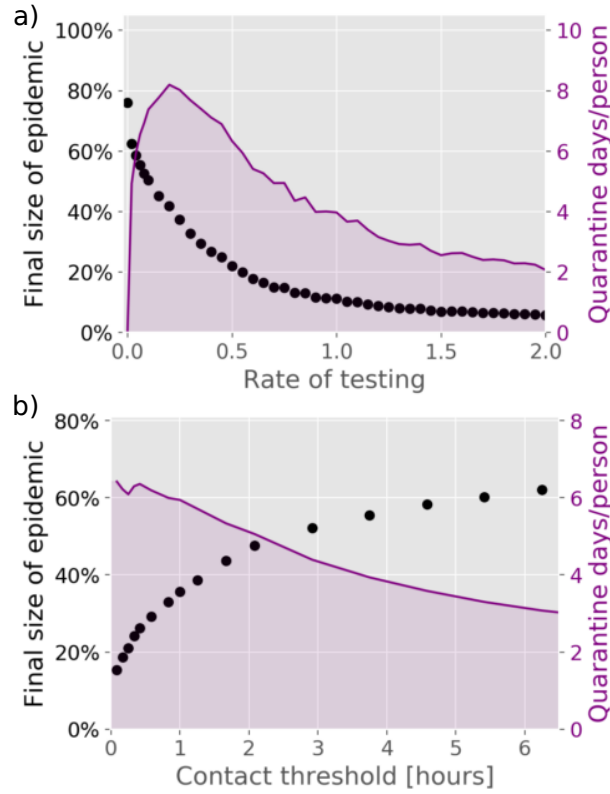 a)
Final size of epidemic
100%
80%
60%
40%
20%
0%
10
8
6
4
2
0
Quarantine days/person
0.0 0.5 1.0 1.5 2.0
Rate of testing
b)
Final size of epidemic
80%
60%
40%
20%
0%
8
6
4
2
0
Quarantine days/person
0 1 2 3 4 5 6
Contact threshold [hours]